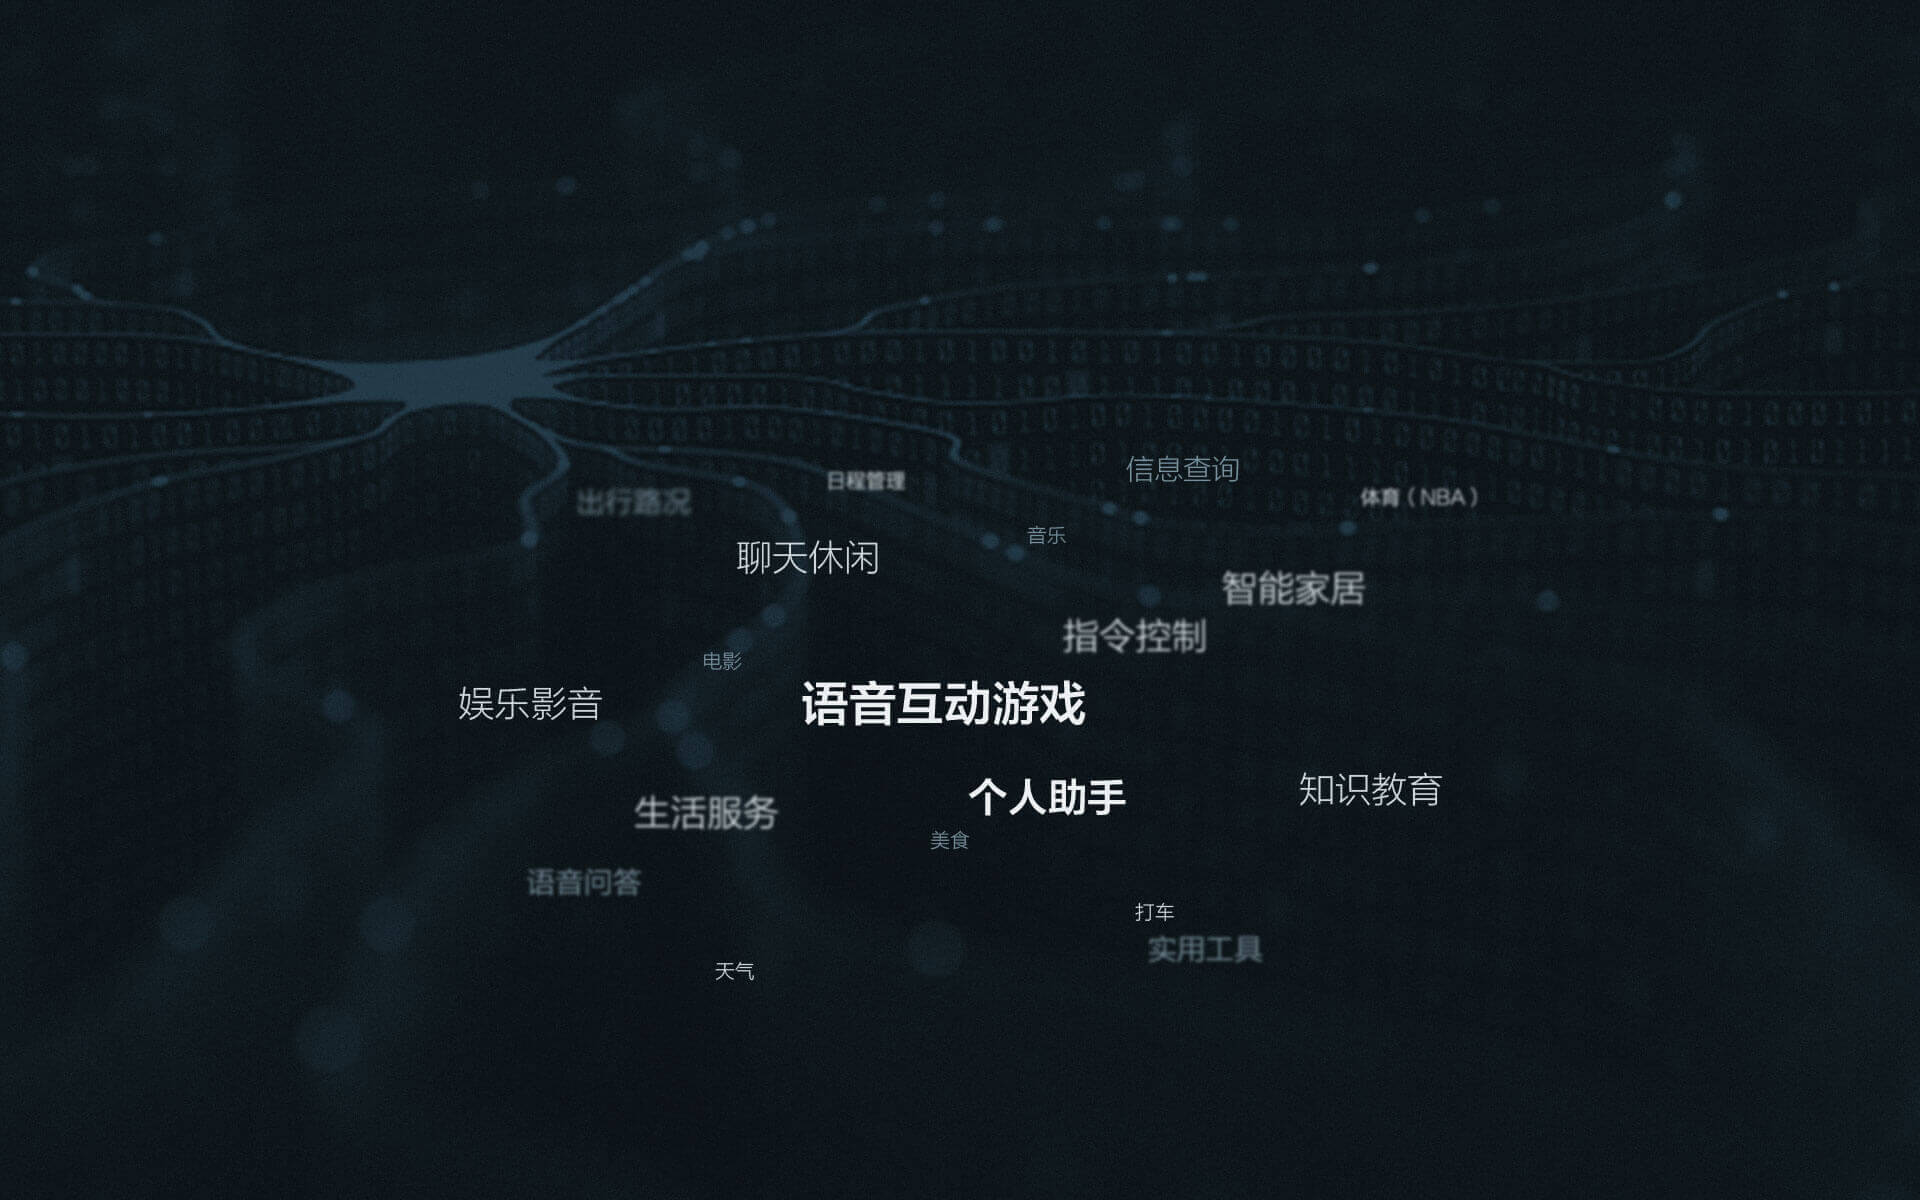 信息查询
日程管理
体育（NBA）
出行路况
音乐
聊天休闲
智能家居
指令控制
电影
娱乐影音
语音互动游戏
知识教育
个人助手
生活服务
美食
语音问答
打车
实用工具
天气